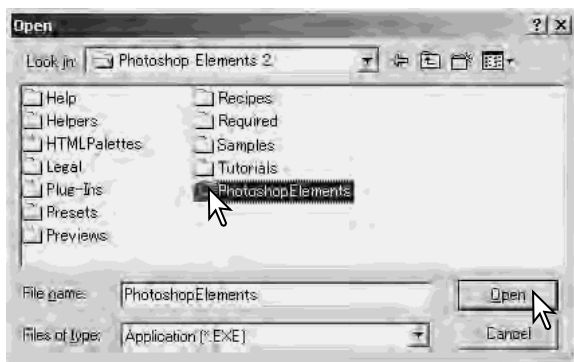 Open
Look in: Photoshop Elements 2
Help
Helpers
HTMLPalettes
Legal
Plug-Ins
Presets
Previews
Recipes
Required
Samples
Tutorials
PhotoshopElements
File name: PhotoshopElements Open
Files of type: Application (*.EXE) Cancel